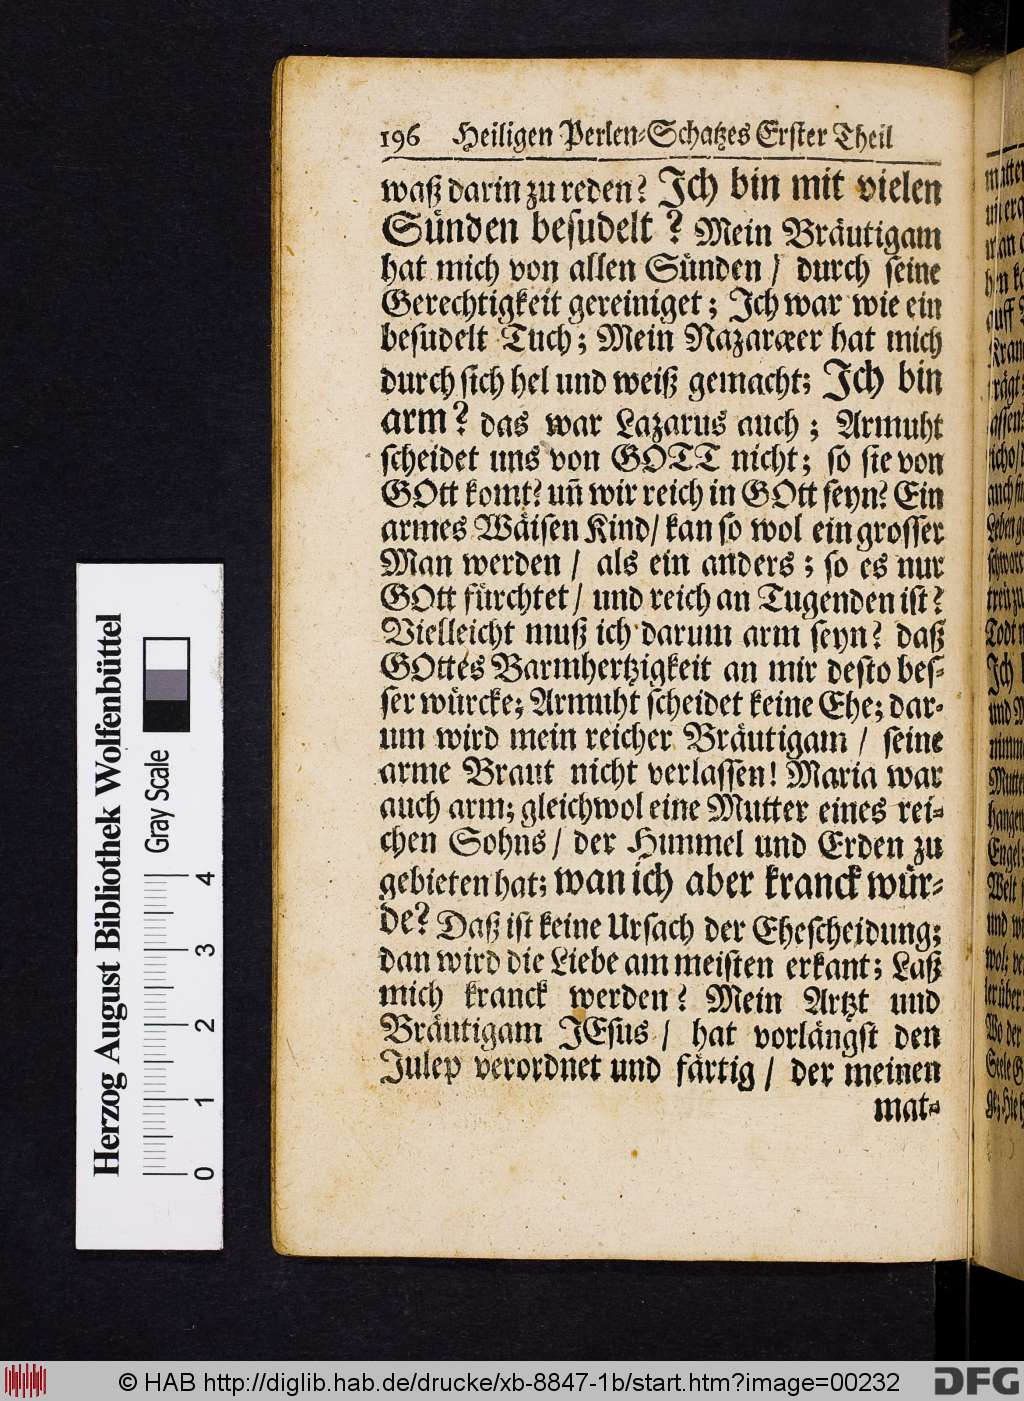 196 Heiligen Perlen-Schatzes Erster Theil
waß darin zu reden? Ich bin mit vielen
Sünden besudelt? Mein Bräutigam
hat mich von allen Sünden / durch seine
Gerechtigkeit gereiniget; Ich war wie ein
besudelt Tuch; Mein Nazaræer hat mich
durch sich hel und weiß gemacht; Ich bin
arm? das war Lazarus auch; Armuht
scheidet uns von GOTT nicht; so sie von
GOtt komt? uñ wir reich in GOtt seyn? Ein
armes Wäisen Kind/ kan so wol ein grosser
Man werden / als ein anders; so es nur
GOtt fürchtet / und reich an Tugenden ist?
Vielleicht muß ich darum arm seyn? daß
GOttes Barmhertzigkeit an mir desto bes-
ser würcke; Armuht scheidet keine Ehe; dar-
um wird mein reicher Bräutigam / seine
arme Braut nicht verlassen! Maria war
auch arm; gleichwol eine Mutter eines rei-
chen Sohns / der Himmel und Erden zu
gebieten hat; wan ich aber kranck wür-
de? Daß ist keine Ursach der Ehescheidung;
dan wird die Liebe am meisten erkant; Laß
mich kranck werden? Mein Artzt und
Bräutigam JEsus / hat vorlängst den
Julep verordnet und färtig / der meinen
mat-
Herzog August Bibliothek Wolfenbüttel
Gray Scale
0 1 2 3 4
© HAB http://diglib.hab.de/drucke/xb-8847-1b/start.htm?image=00232
DFG